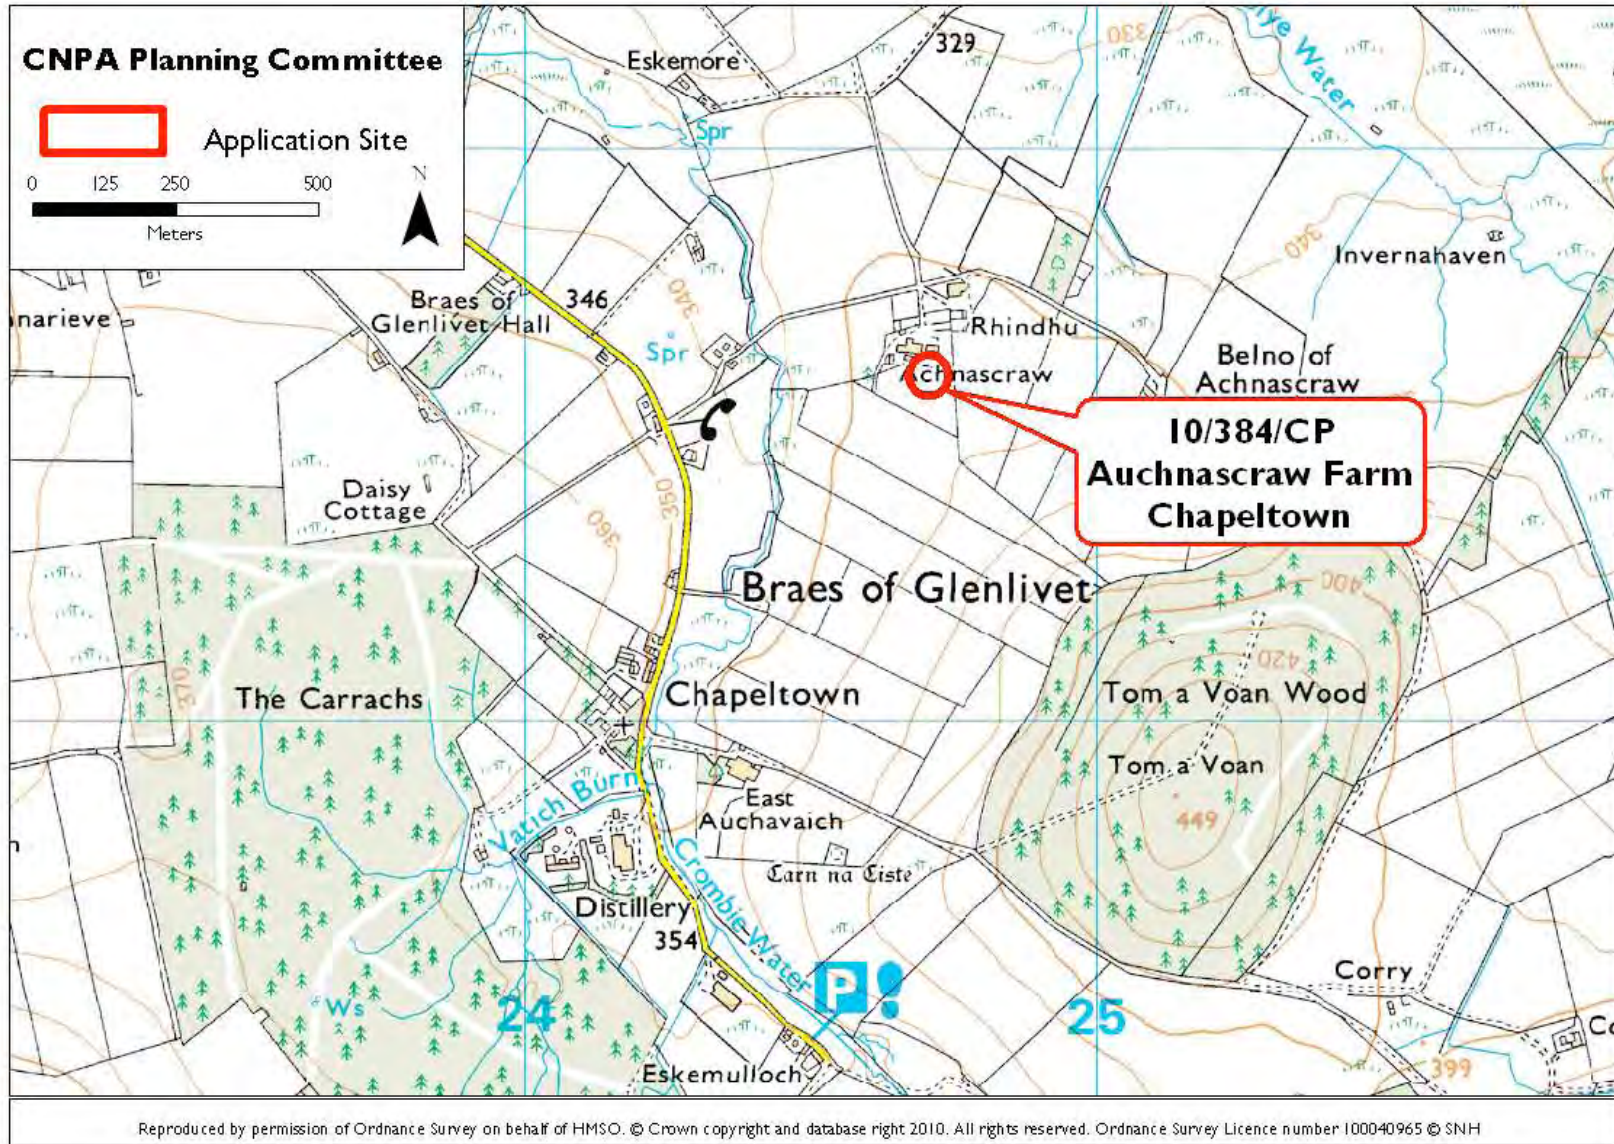 CNPA Planning Committee
Application Site
N
0 125 250 500
Meters
Eskemore
329
330
Spr
Water
340
Invernahaven
Braes of
Glenlivet Hall
346
340
narieve
Spr
Rhindhu
Achnascraw
Belno of
Achnascraw
10/384/CP
Auchnascraw Farm
Chapeltown
Daisy
Cottage
350
360
Braes of Glenlivet
400
420
370
The Carrachs
Chapeltown
Tom a Voan Wood
Tom a Voan
449
Vatich Burn
East
Auchavaich
Carn na Ciste
Crombie Water
Distillery
354
P
Ws
24
25
Corry
399
Eskemulloch
Reproduced by permission of Ordnance Survey on behalf of HMSO. © Crown copyright and database right 2010. All rights reserved. Ordnance Survey Licence number 100040965 © SNH